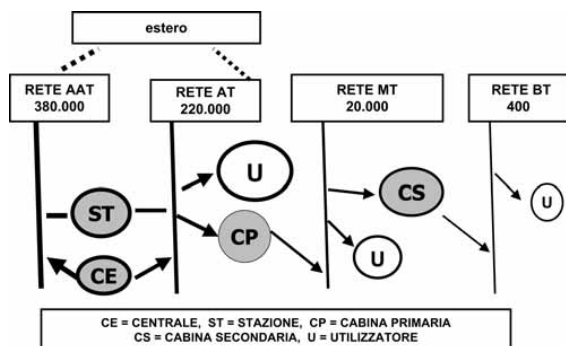 estero
RETE AAT
380.000
RETE AT
220.000
RETE MT
20.000
RETE BT
400
U
ST
CS
U
CP
U
CE
CE = CENTRALE, ST = STAZIONE, CP = CABINA PRIMARIA
CS = CABINA SECONDARIA, U = UTILIZZATORE